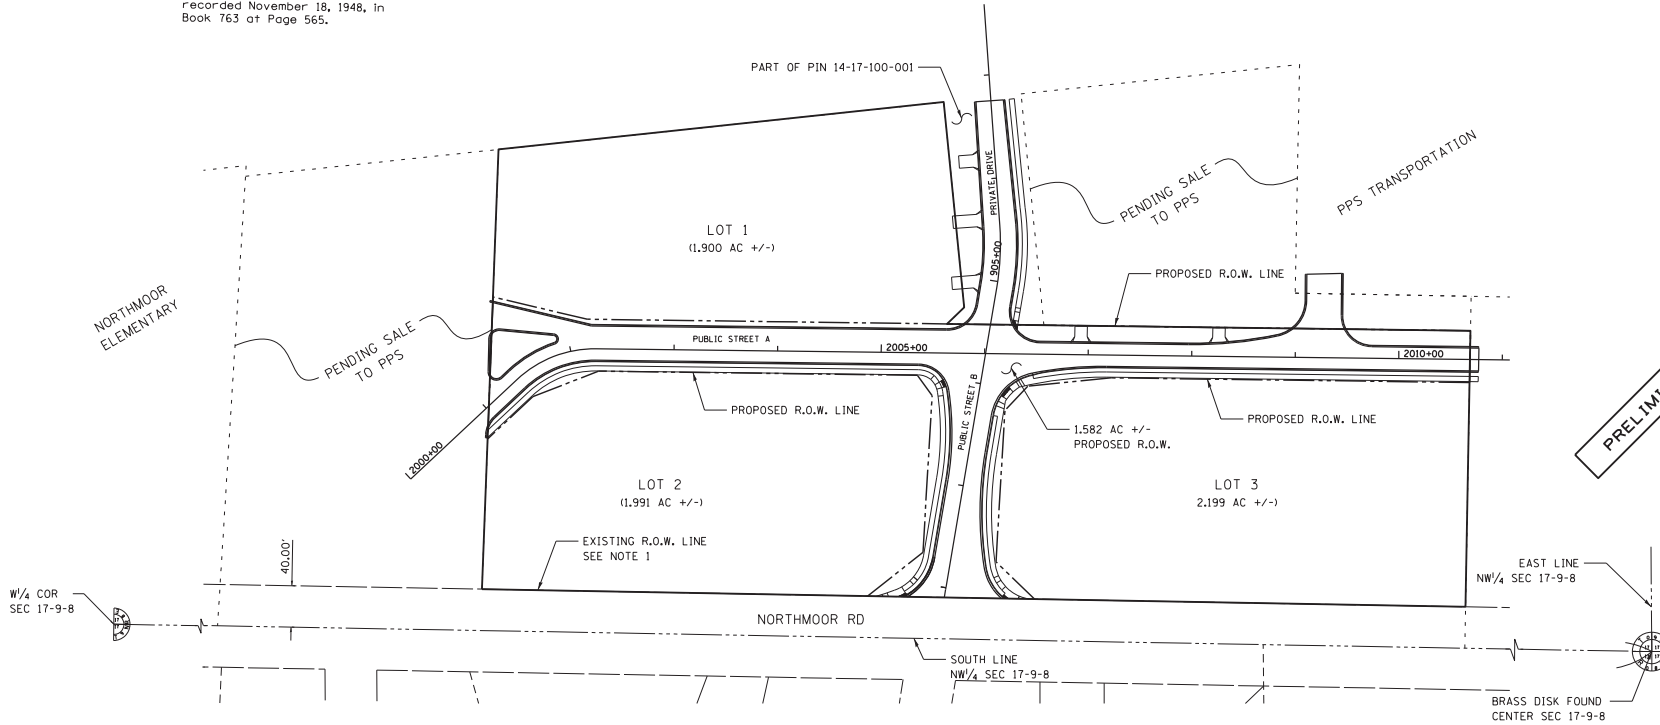 recorded November 18, 1948, in
Book 763 at Page 565.
PART OF PIN 14-17-100-001
PRIVATE DRIVE
905+00
PENDING SALE
TO PPS
PPS TRANSPORTATION
LOT 1
(1.900 AC +/-)
PROPOSED R.O.W. LINE
NORTHMOOR
ELEMENTARY
PENDING SALE
TO PPS
PUBLIC STREET A
2005+00
2010+00
PROPOSED R.O.W. LINE
PUBLIC STREET B
1.582 AC +/-
PROPOSED R.O.W.
PROPOSED R.O.W. LINE
2000+00
LOT 2
(1.991 AC +/-)
LOT 3
2.199 AC +/-)
EXISTING R.O.W. LINE
SEE NOTE 1
40.00'
W1/4 COR
SEC 17-9-8
NORTHMOOR RD
EAST LINE
NW1/4 SEC 17-9-8
SOUTH LINE
NW1/4 SEC 17-9-8
BRASS DISK FOUND
CENTER SEC 17-9-8